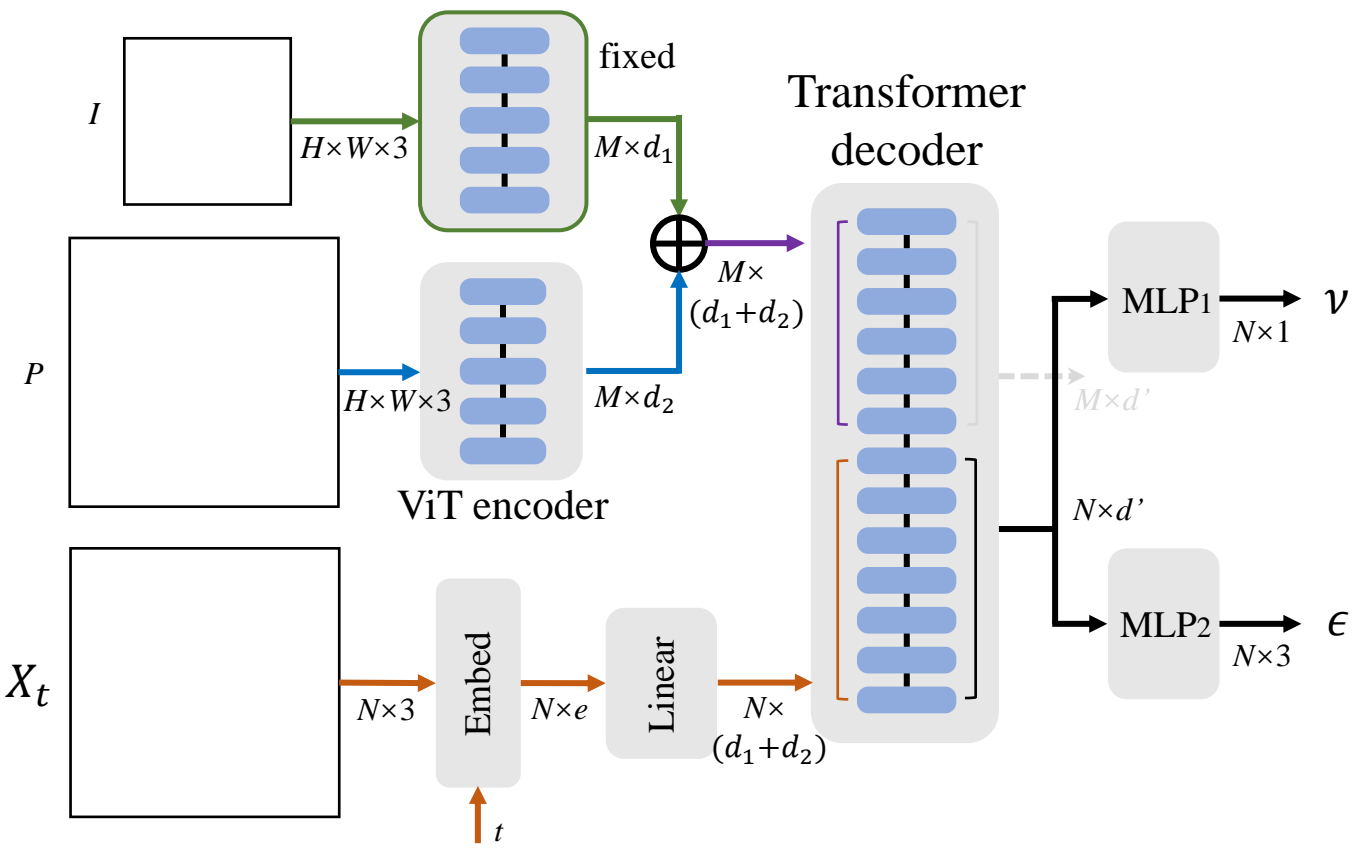 I
H×W×3
fixed
M×d₁
P
H×W×3
ViT encoder
M×d₂
M×
(d₁+d₂)
Transformer
decoder
X_t
N×3
Embed
t
N×e
Linear
N×
(d₁+d₂)
M×d'
N×d'
MLP₁
N×1
ν
MLP₂
N×3
ϵ